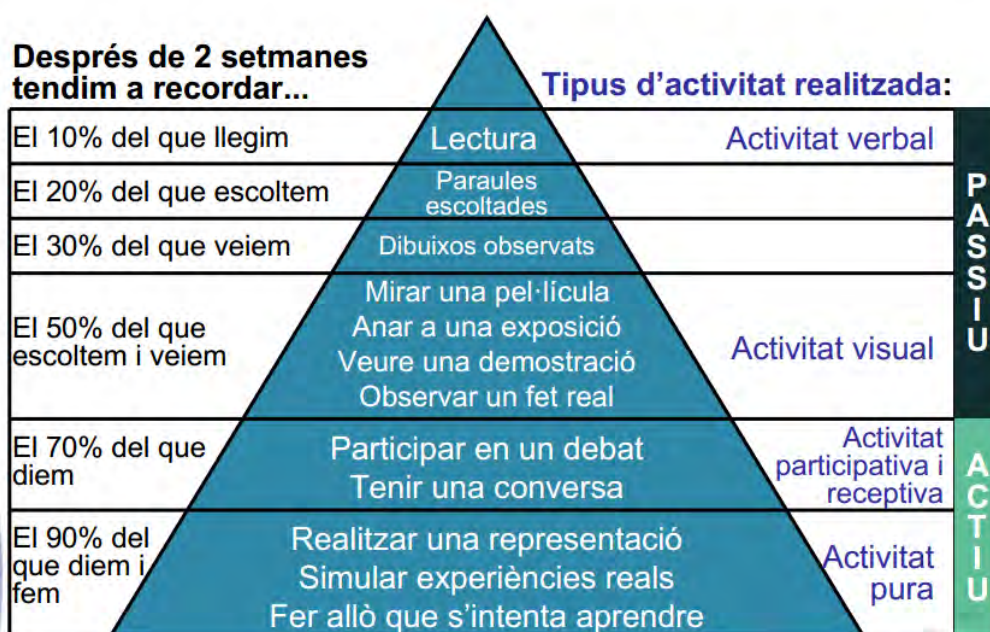 Després de 2 setmanes
tendim a recordar...
Tipus d’activitat realitzada:
El 10% del que llegim
Lectura
Activitat verbal
El 20% del que escoltem
Paraules
escoltades
El 30% del que veiem
Dibuixos observats
El 50% del que
escoltem i veiem
Mirar una pel·lícula
Anar a una exposició
Veure una demostració
Observar un fet real
Activitat visual
PASSIU
El 70% del que
diem
Participar en un debat
Tenir una conversa
Activitat
participativa i
receptiva
El 90% del
que diem i
fem
Realitzar una representació
Simular experiències reals
Fer allò que s’intenta aprendre
Activitat
pura
ACTIU